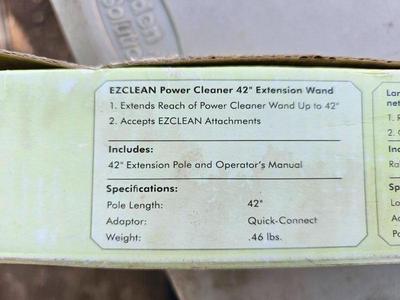 EZCLEAN Power Cleaner 42" Extension Wand
1. Extends Reach of Power Cleaner Wand Up to 42"
2. Accepts EZCLEAN Attachments
Includes:
42" Extension Pole and Operator's Manual
Specifications:
Pole Length: 42"
Adaptor: Quick-Connect
Weight: .46 lbs.